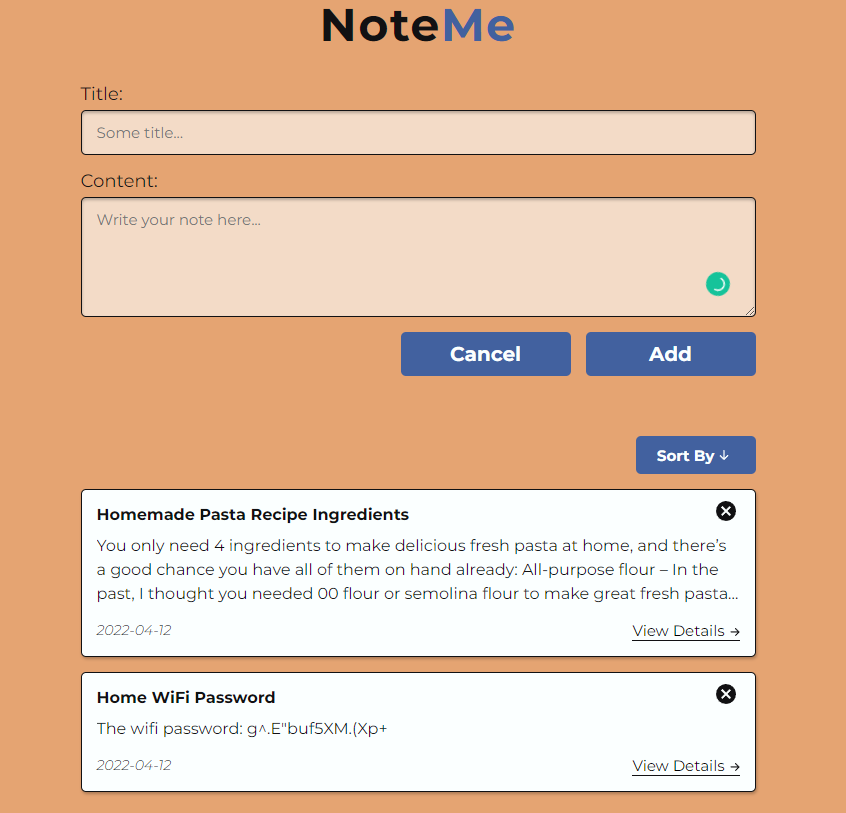 NoteMe
Title:
Some title...
Content:
Write your note here...
Cancel
Add
Sort By ↓
Homemade Pasta Recipe Ingredients
You only need 4 ingredients to make delicious fresh pasta at home, and there’s
a good chance you have all of them on hand already: All-purpose flour – In the
past, I thought you needed 00 flour or semolina flour to make great fresh pasta...
2022-04-12
View Details →
Home WiFi Password
The wifi password: g^.E"buf5XM.(Xp+
2022-04-12
View Details →